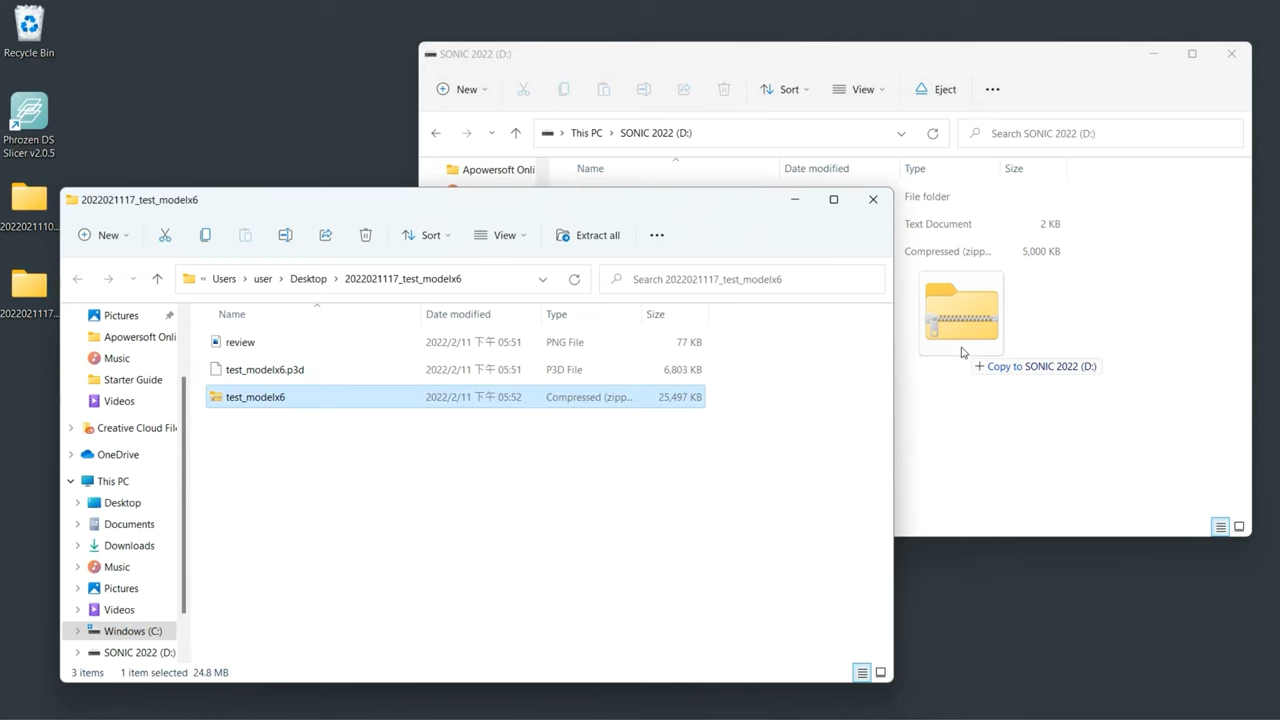 Recycle Bin
Phrozen DS
Slicer v2.0.5
2022021110...
2022021117...
SONIC 2022 (D:)
New
Sort
View
Eject
This PC
SONIC 2022 (D:)
Search SONIC 2022 (D:)
Apowersoft Onli
Name
Date modified
Type
Size
File folder
Text Document
2 KB
Compressed (zipp...
5,000 KB
Copy to SONIC 2022 (D:)
2022021117_test_modelx6
New
Sort
View
Extract all
« Users
user
Desktop
2022021117_test_modelx6
Search 2022021117_test_modelx6
Pictures
Apowersoft Onli
Music
Starter Guide
Videos
Creative Cloud File
OneDrive
This PC
Desktop
Documents
Downloads
Music
Pictures
Videos
Windows (C:)
SONIC 2022 (D:)
Name
Date modified
Type
Size
review
2022/2/11 下午 05:51
PNG File
77 KB
test_modelx6.p3d
2022/2/11 下午 05:51
P3D File
6,803 KB
test_modelx6
2022/2/11 下午 05:52
Compressed (zipp...
25,497 KB
3 items
1 item selected
24.8 MB